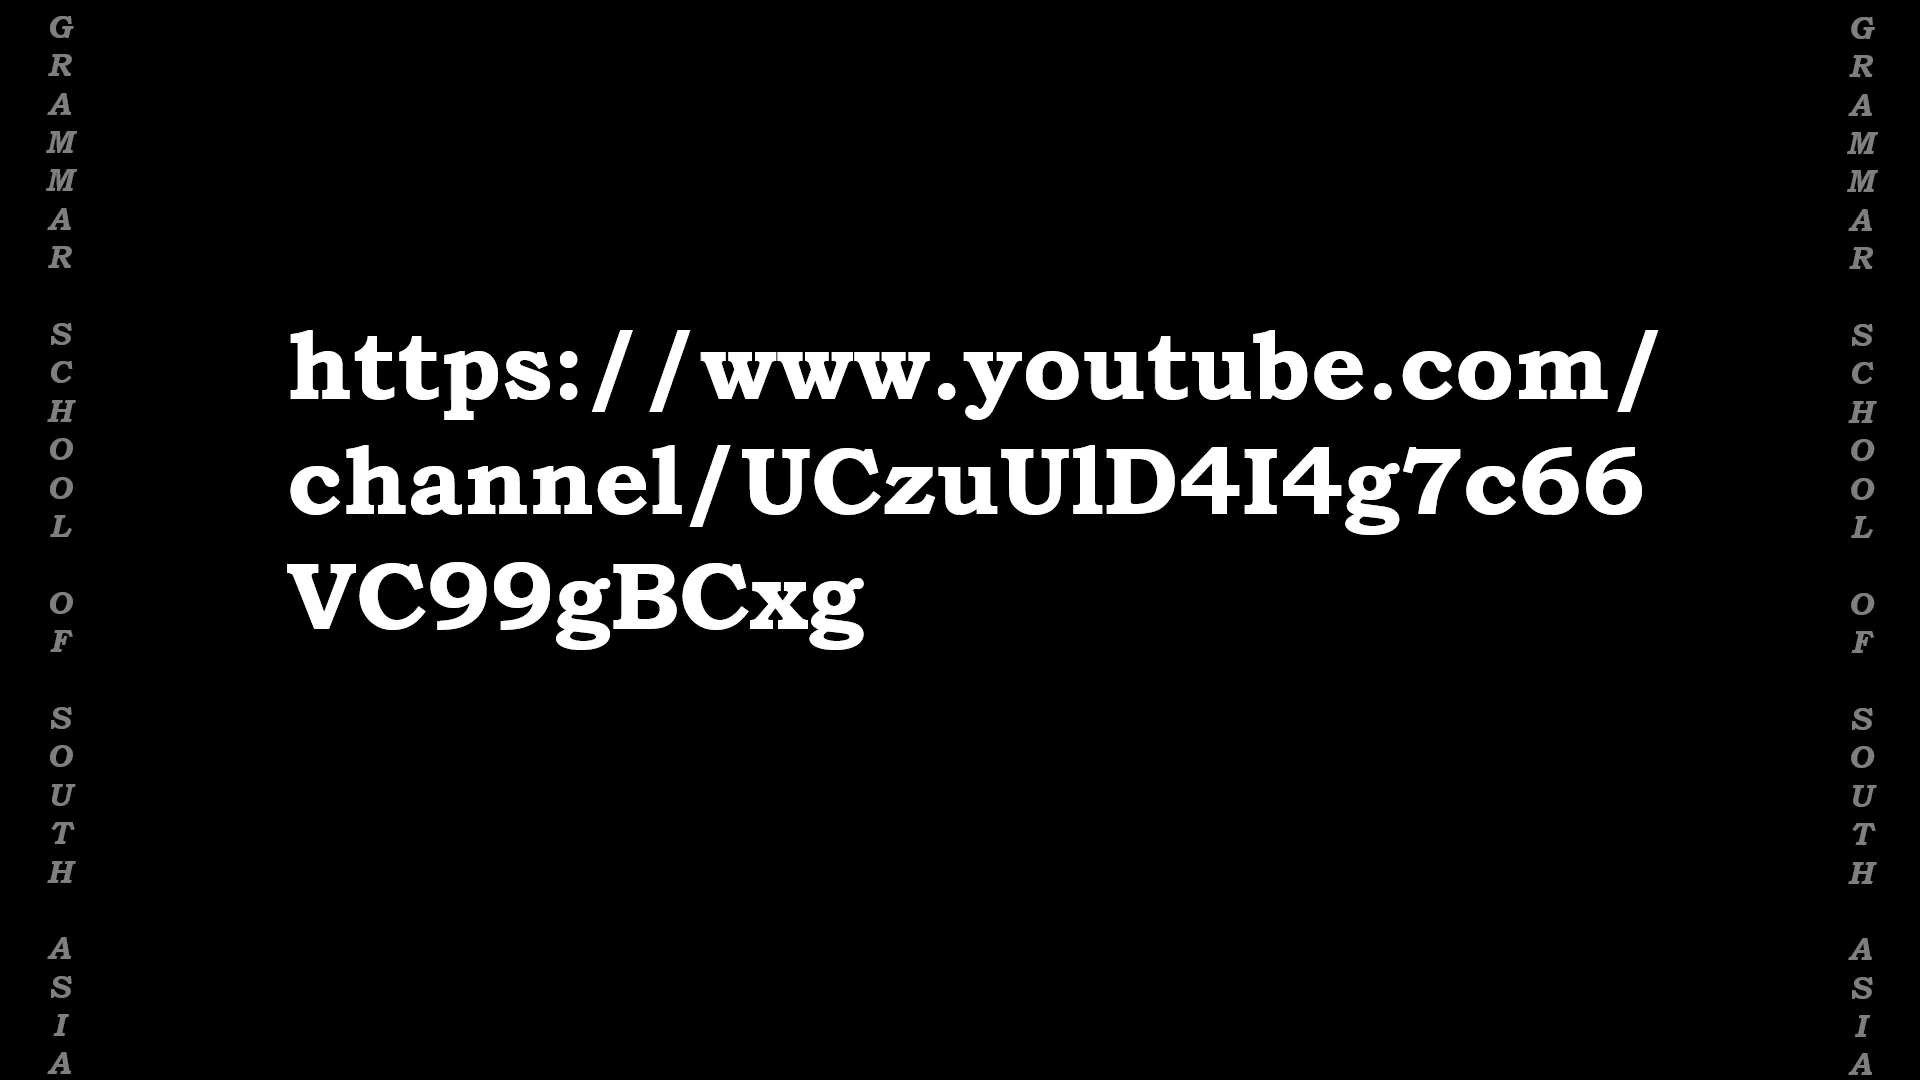 GRAMMAR SCHOOL OF SOUTH ASIA
https://www.youtube.com/
channel/UCzuUlD4I4g7c66
VC99gBCxg
GRAMMAR SCHOOL OF SOUTH ASIA